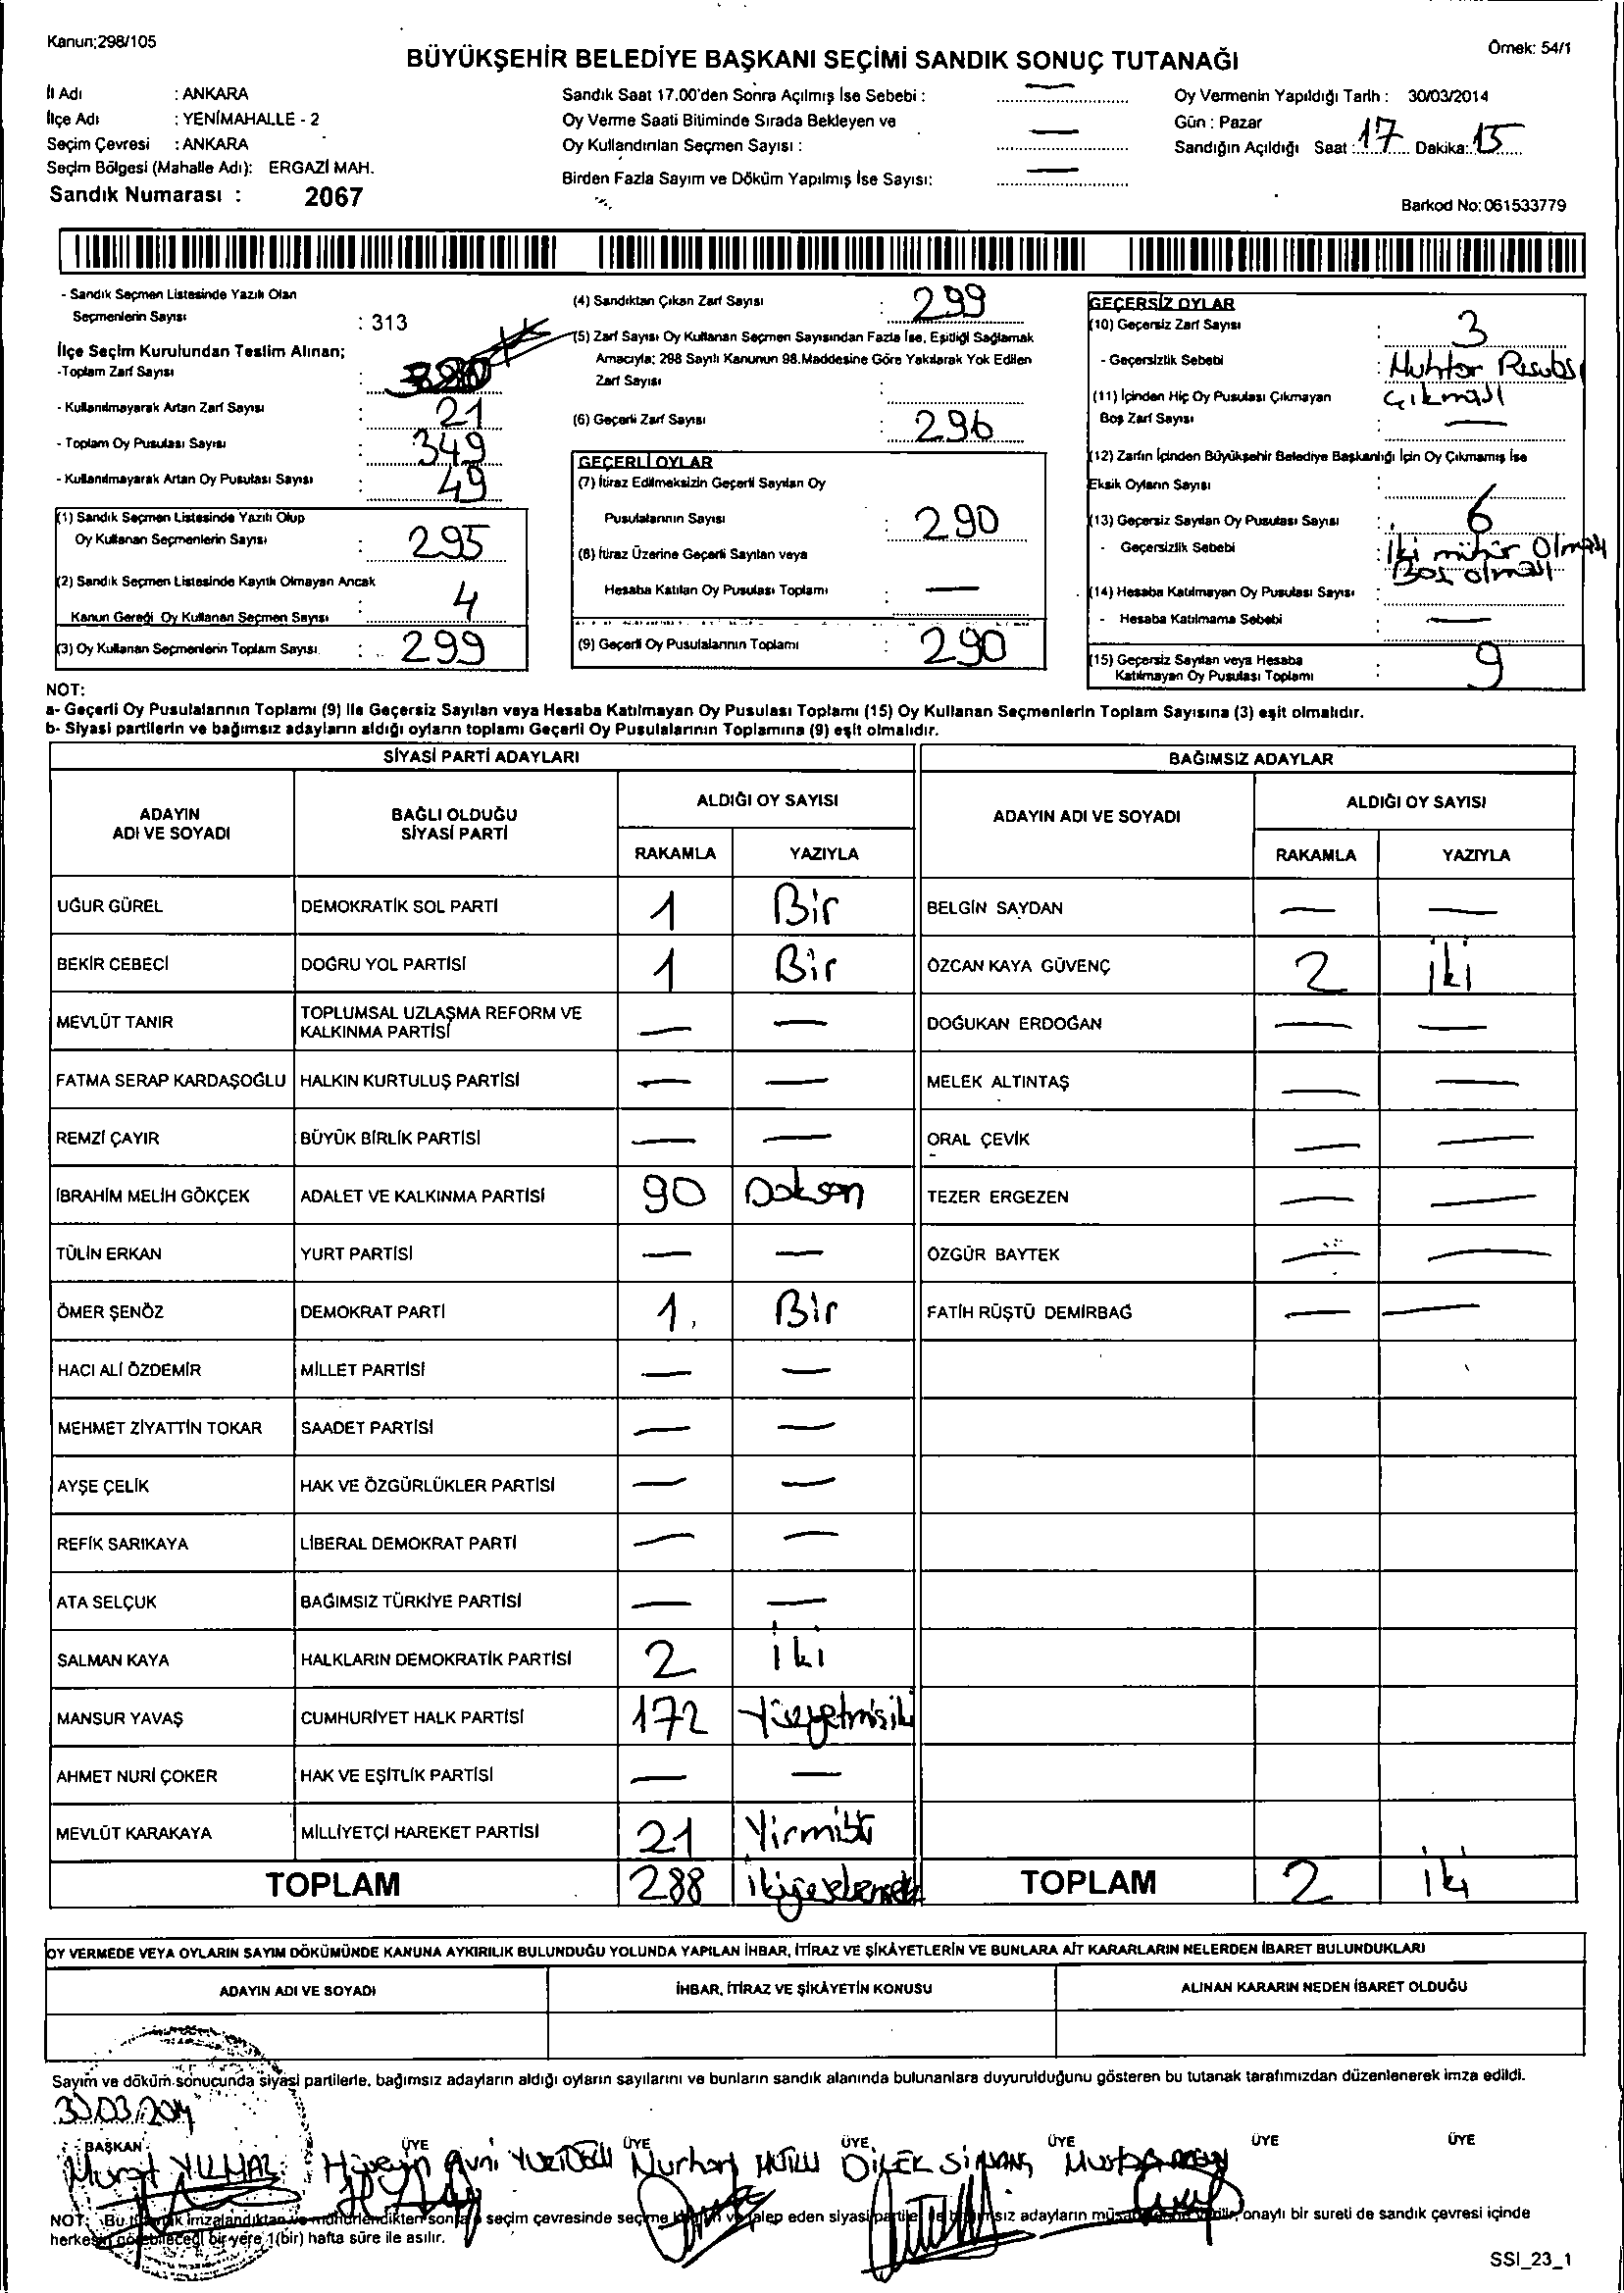 Kanun;298/105
Örnek: 54/1
BÜYÜKŞEHİR BELEDİYE BAŞKANI SEÇİMİ SANDIK SONUÇ TUTANAĞI
İl Adı : ANKARA
İlçe Adı : YENİMAHALLE - 2
Seçim Çevresi : ANKARA
Seçim Bölgesi (Mahalle Adı): ERGAZİ MAH.
Sandık Numarası : 2067
Sandık Saat 17.00'den Sonra Açılmış İse Sebebi : —
Oy Verme Saati Bitiminde Sırada Bekleyen ve
Oy Kullandırılan Seçmen Sayısı : —
Birden Fazla Sayım ve Döküm Yapılmış İse Sayısı: —
Oy Vermenin Yapıldığı Tarih : 30/03/2014
Gün : Pazar
Sandığın Açıldığı Saat : 17 Dakika: 15
Barkod No: 061533779
- Sandık Seçmen Listesinde Yazılı Olan
Seçmenlerin Sayısı : 313
İlçe Seçim Kurulundan Teslim Alınan;
-Toplam Zarf Sayısı :
- Kullanılmayarak Artan Zarf Sayısı : 21
- Toplam Oy Pusulası Sayısı : 349
- Kullanılmayarak Artan Oy Pusulası Sayısı : 49
(1) Sandık Seçmen Listesinde Yazılı Olup
Oy Kullanan Seçmenlerin Sayısı : 295
(2) Sandık Seçmen Listesinde Kayıtlı Olmayan Ancak
Kanun Gereği Oy Kullanan Seçmen Sayısı : 4
(3) Oy Kullanan Seçmenlerin Toplam Sayısı : 299
(4) Sandıktan Çıkan Zarf Sayısı : 299
(5) Zarf Sayısı Oy Kullanan Seçmen Sayısından Fazla İse, Eşitliği Sağlamak
Amacıyla; 298 Sayılı Kanunun 98.Maddesine Göre Yakılarak Yok Edilen
Zarf Sayısı :
(6) Geçerli Zarf Sayısı : 296
GEÇERLİ OYLAR
(7) İtiraz Edilmeksizin Geçerli Sayılan Oy
Pusulalarının Sayısı : 290
(8) İtiraz Üzerine Geçerli Sayılan veya
Hesaba Katılan Oy Pusulası Toplamı : —
(9) Geçerli Oy Pusulalarının Toplamı : 290
GEÇERSİZ OYLAR
(10) Geçersiz Zarf Sayısı : 3
- Geçersizlik Sebebi : Muhtar Pusulası
(11) İçinden Hiç Oy Pusulası Çıkmayan çıkması
Boş Zarf Sayısı : —
(12) Zarfın İçinden Büyükşehir Belediye Başkanlığı İçin Oy Çıkmamış İse
Eksik Oyların Sayısı :
(13) Geçersiz Sayılan Oy Pusulası Sayısı : 6
- Geçersizlik Sebebi : İki mühür Olması
Boş olması
(14) Hesaba Katılmayan Oy Pusulası Sayısı :
- Hesaba Katılmama Sebebi : —
(15) Geçersiz Sayılan veya Hesaba
Katılmayan Oy Pusulası Toplamı : 9
NOT:
a- Geçerli Oy Pusulalarının Toplamı (9) ile Geçersiz Sayılan veya Hesaba Katılmayan Oy Pusulası Toplamı (15) Oy Kullanan Seçmenlerin Toplam Sayısına (3) eşit olmalıdır.
b- Siyasi partilerin ve bağımsız adayların aldığı oyların toplamı Geçerli Oy Pusulalarının Toplamına (9) eşit olmalıdır.
SİYASİ PARTİ ADAYLARI
BAĞIMSIZ ADAYLAR
ADAYIN ADI VE SOYADI
BAĞLI OLDUĞU SİYASİ PARTİ
ALDIĞI OY SAYISI
RAKAMLA YAZIYLA
ADAYIN ADI VE SOYADI
ALDIĞI OY SAYISI
RAKAMLA YAZIYLA
UĞUR GÜREL DEMOKRATİK SOL PARTİ 1 Bir BELGİN SAYDAN — —
BEKİR CEBECİ DOĞRU YOL PARTİSİ 1 Bir ÖZCAN KAYA GÜVENÇ 2 iki
MEVLÜT TANIR TOPLUMSAL UZLAŞMA REFORM VE KALKINMA PARTİSİ — — DOĞUKAN ERDOĞAN — —
FATMA SERAP KARDAŞOĞLU HALKIN KURTULUŞ PARTİSİ — — MELEK ALTINTAŞ — —
REMZİ ÇAYIR BÜYÜK BİRLİK PARTİSİ — — ORAL ÇEVİK — —
İBRAHİM MELİH GÖKÇEK ADALET VE KALKINMA PARTİSİ 90 Doksan TEZER ERGEZEN — —
TÜLİN ERKAN YURT PARTİSİ — — ÖZGÜR BAYTEK — —
ÖMER ŞENÖZ DEMOKRAT PARTİ 1 Bir FATİH RÜŞTÜ DEMİRBAĞ — —
HACI ALİ ÖZDEMİR MİLLET PARTİSİ — —
MEHMET ZİYATTİN TOKAR SAADET PARTİSİ — —
AYŞE ÇELİK HAK VE ÖZGÜRLÜKLER PARTİSİ — —
REFİK SARIKAYA LİBERAL DEMOKRAT PARTİ — —
ATA SELÇUK BAĞIMSIZ TÜRKİYE PARTİSİ — —
SALMAN KAYA HALKLARIN DEMOKRATİK PARTİSİ 2 iki
MANSUR YAVAŞ CUMHURİYET HALK PARTİSİ 172 Yüzyetmişiki
AHMET NURİ ÇOKER HAK VE EŞİTLİK PARTİSİ — —
MEVLÜT KARAKAYA MİLLİYETÇİ HAREKET PARTİSİ 21 Yirmibir
TOPLAM 288 TOPLAM 2 iki
OY VERMEDE VEYA OYLARIN SAYIM DÖKÜMÜNDE KANUNA AYKIRILIK BULUNDUĞU YOLUNDA YAPILAN İHBAR, İTİRAZ VE ŞİKÂYETLERİN VE BUNLARA AİT KARARLARIN NELERDEN İBARET BULUNDUKLARI
ADAYIN ADI VE SOYADI İHBAR, İTİRAZ VE ŞİKÂYETİN KONUSU ALINAN KARARIN NEDEN İBARET OLDUĞU
Sayım ve döküm sonucunda siyasi partilerle, bağımsız adayların aldığı oyların sayılarını ve bunların sandık alanında bulunanlara duyurulduğunu gösteren bu tutanak tarafımızdan düzenlenerek imza edildi.
30.03.2014
BAŞKAN ÜYE ÜYE ÜYE ÜYE ÜYE ÜYE
Murat YILMAZ Hüseyin Avni Nurhan DİLEK
NOT: Bu tutanak imzalandıktan ve mühürlendikten sonra seçim çevresinde seçime katılan ve talep eden siyasi partiler ile bağımsız adayların onaylı bir sureti de sandık çevresi içinde
herkesin görebileceği bir yere 1(bir) hafta süre ile asılır.
SSI_23_1